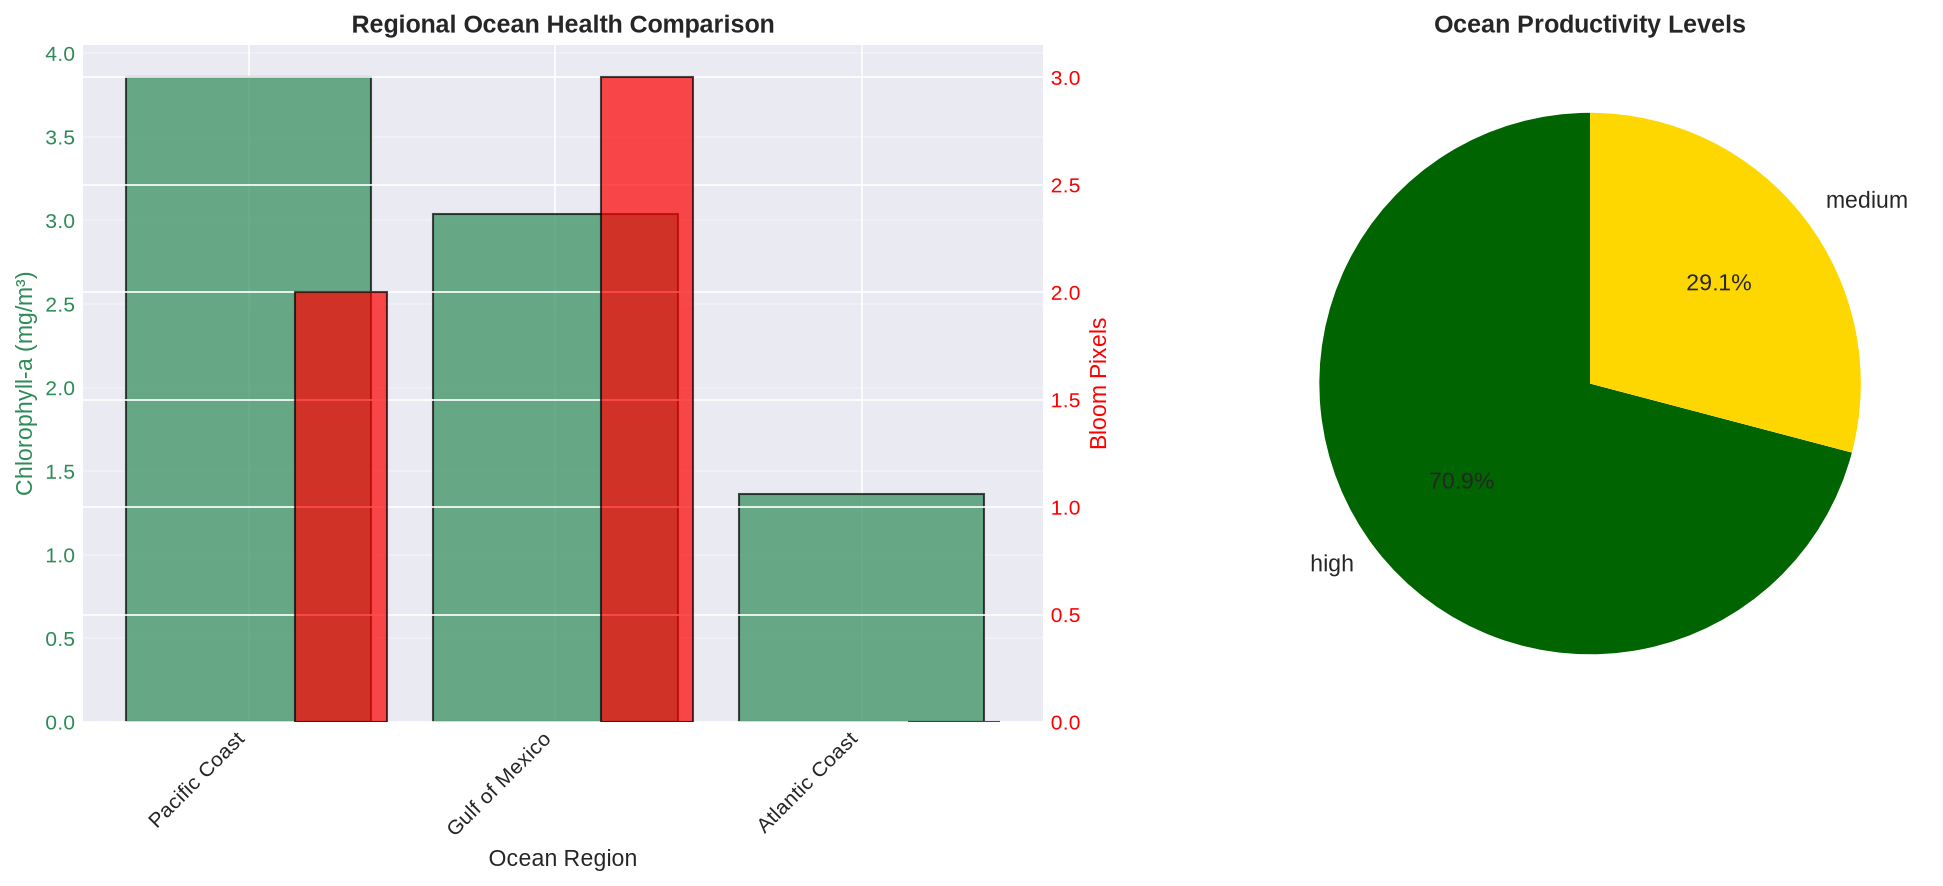 Regional Ocean Health Comparison
Chlorophyll-a (mg/m³)
4.0
3.5
3.0
2.5
2.0
1.5
1.0
0.5
0.0
3.0
2.5
2.0
1.5
1.0
0.5
0.0
Bloom Pixels
Pacific Coast
Gulf of Mexico
Atlantic Coast
Ocean Region
Ocean Productivity Levels
medium
29.1%
70.9%
high